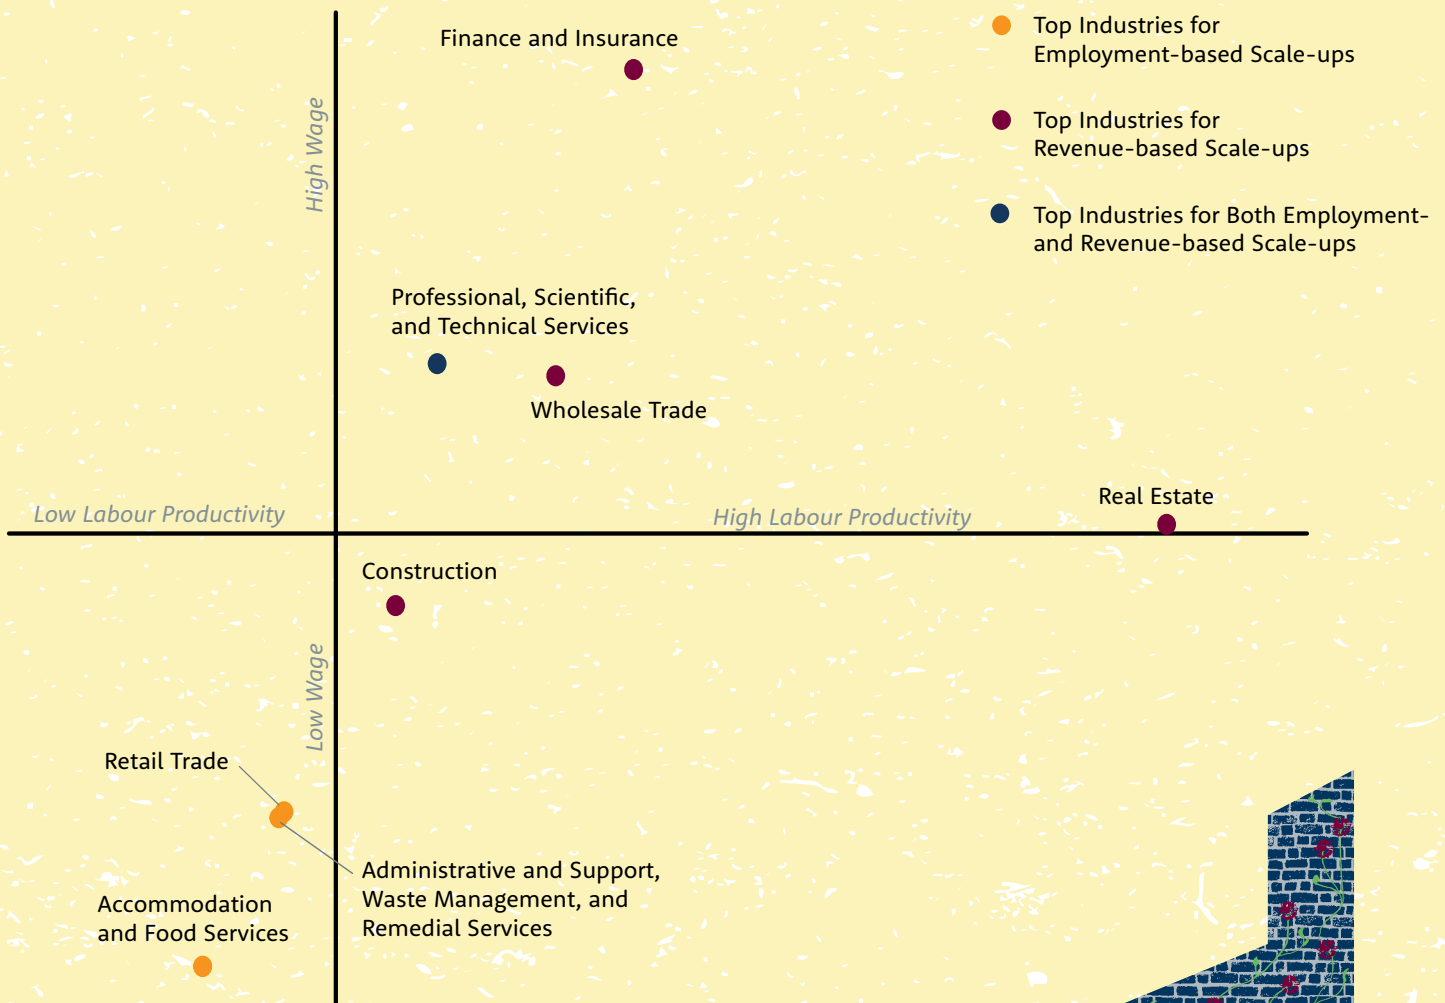 Finance and Insurance
Top Industries for
Employment-based Scale-ups
High Wage
Top Industries for
Revenue-based Scale-ups
Top Industries for Both Employment-
and Revenue-based Scale-ups
Professional, Scientific,
and Technical Services
Wholesale Trade
Real Estate
Low Labour Productivity
High Labour Productivity
Construction
Low Wage
Retail Trade
Administrative and Support,
Waste Management, and
Remedial Services
Accommodation
and Food Services